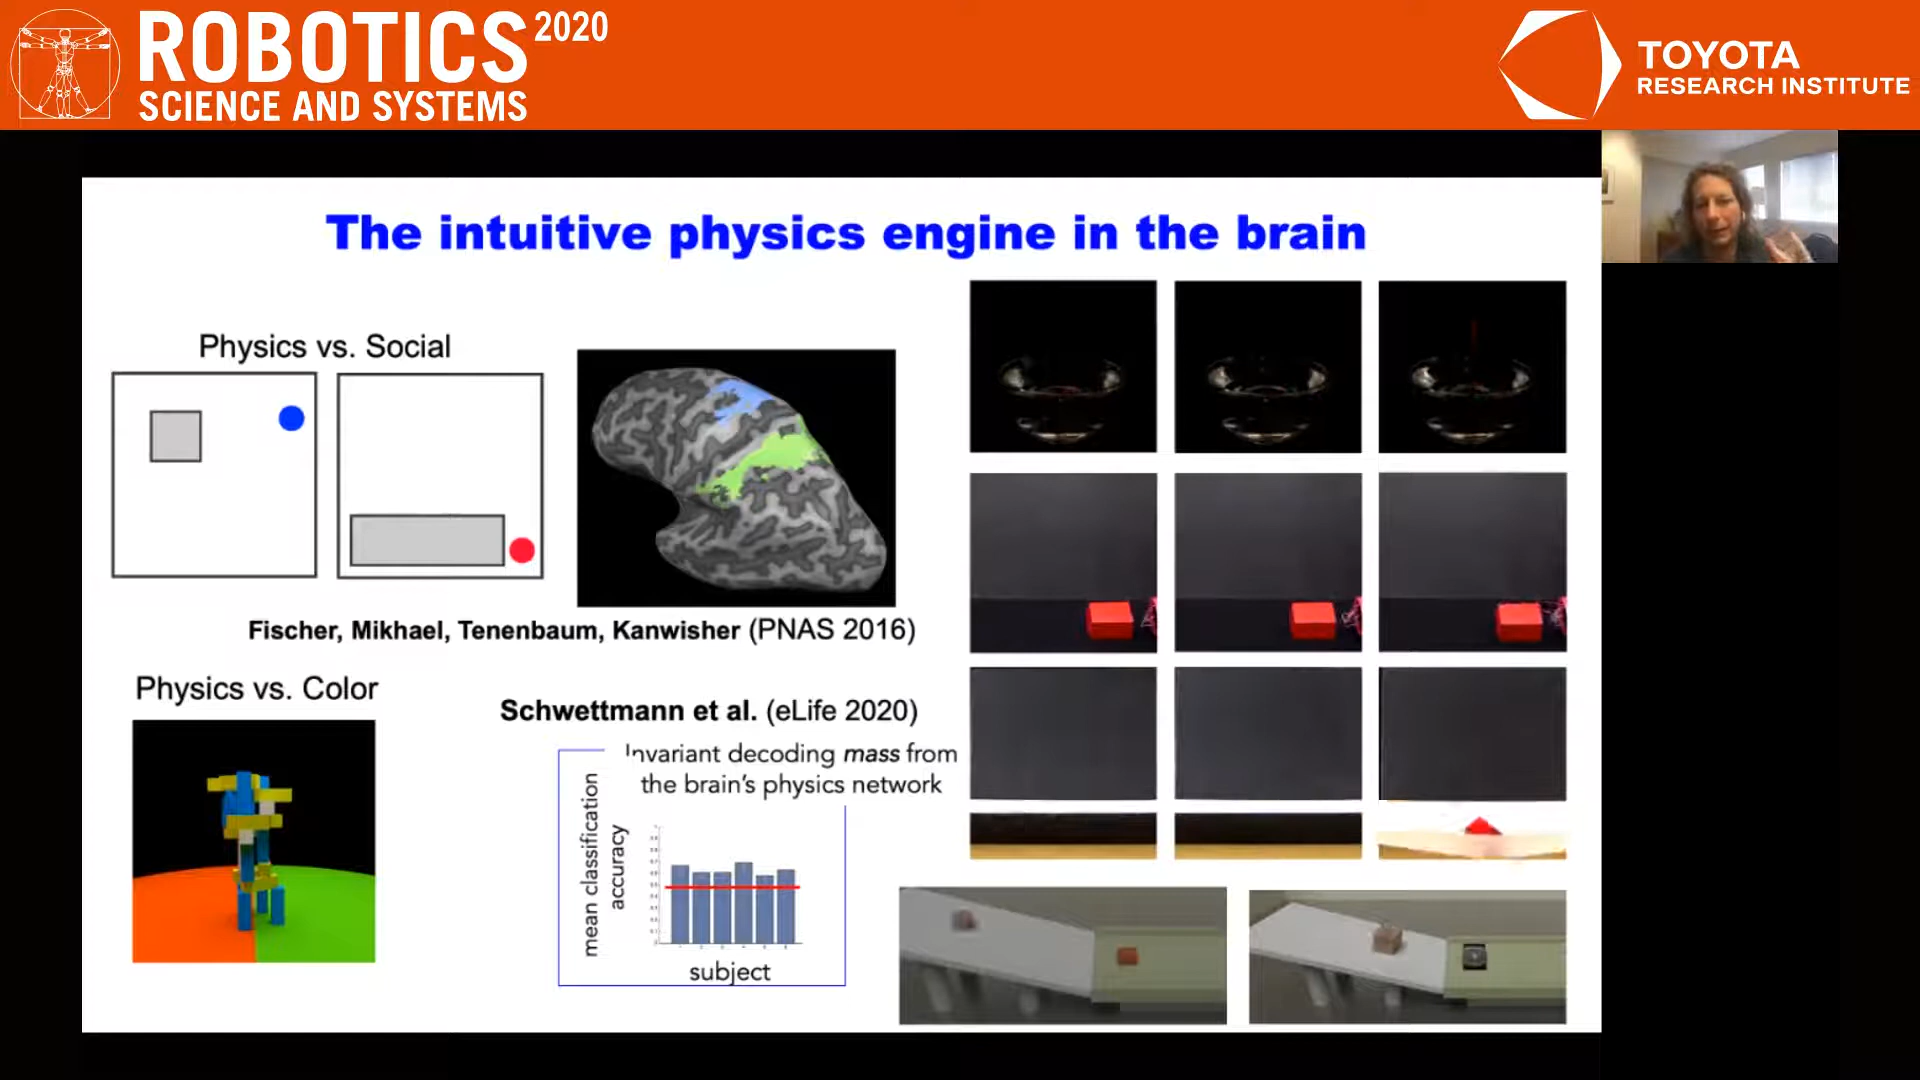 ROBOTICS 2020
SCIENCE AND SYSTEMS
TOYOTA
RESEARCH INSTITUTE
The intuitive physics engine in the brain
Physics vs. Social
Fischer, Mikhael, Tenenbaum, Kanwisher (PNAS 2016)
Physics vs. Color
Schwettmann et al. (eLife 2020)
Invariant decoding mass from
the brain's physics network
mean classification
accuracy
subject